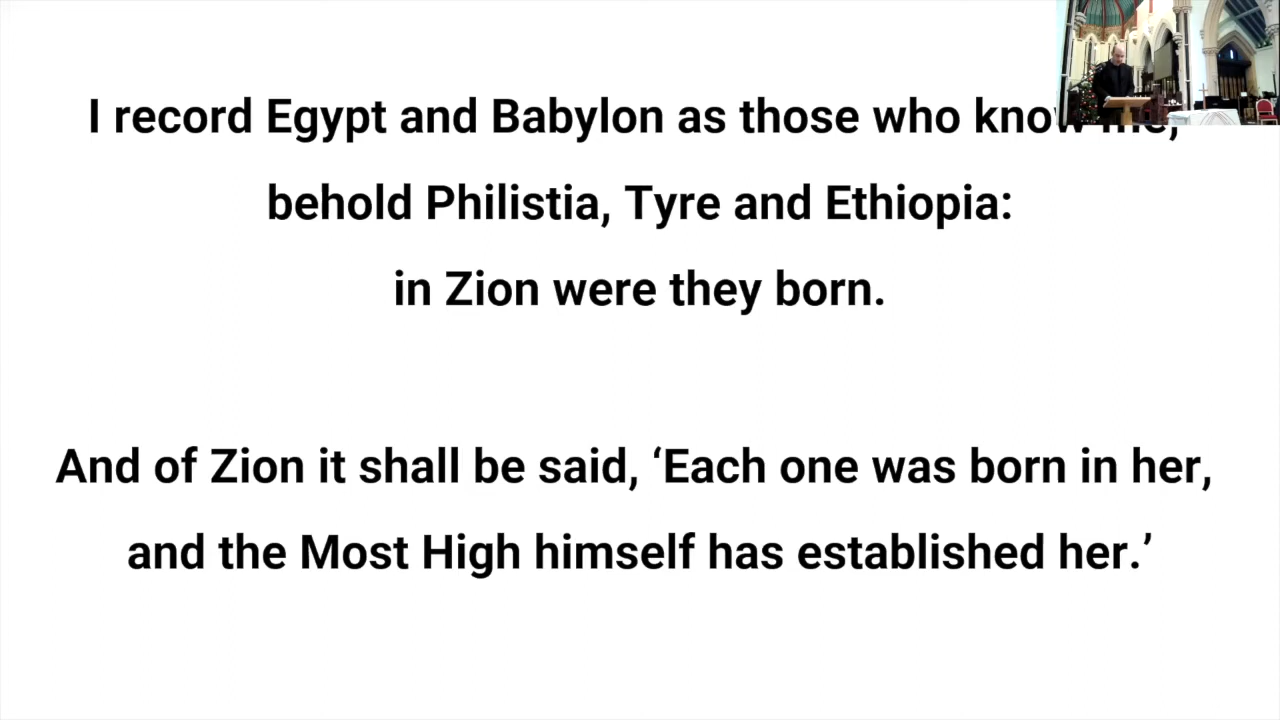 I record Egypt and Babylon as those who know me,
behold Philistia, Tyre and Ethiopia:
in Zion were they born.
And of Zion it shall be said, ‘Each one was born in her,
and the Most High himself has established her.’